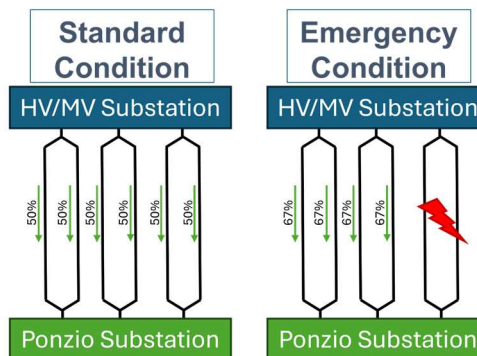 Standard
Condition
HV/MV Substation
50%
50%
50%
50%
50%
50%
Ponzio Substation
Emergency
Condition
HV/MV Substation
67%
67%
67%
67%
Ponzio Substation